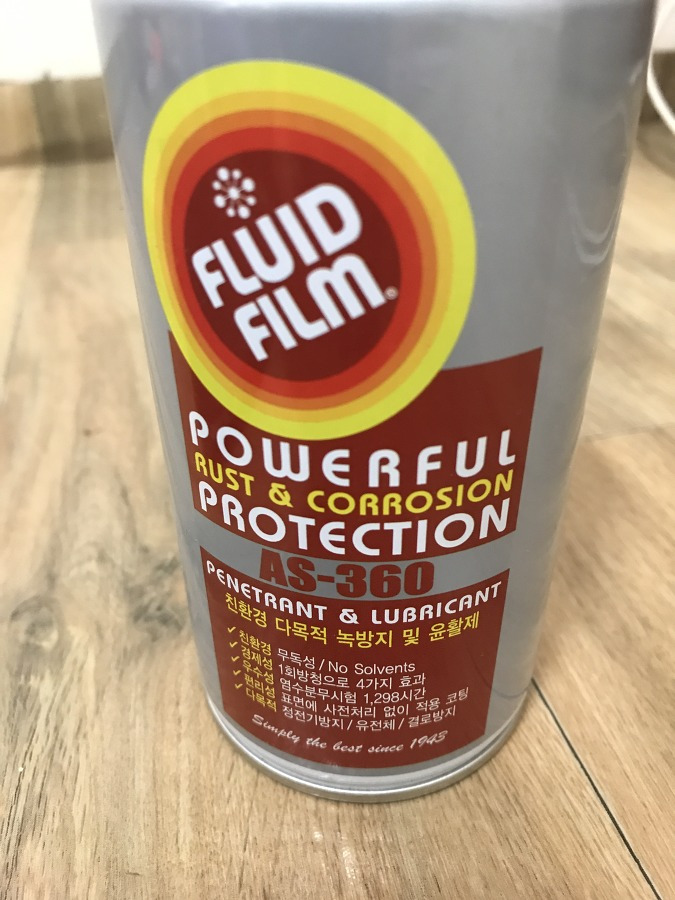 FLUID
FILM®
POWERFUL
RUST & CORROSION
PROTECTION
AS-360
PENETRANT & LUBRICANT
친환경 다목적 녹방지 및 윤활제
✓친환경 무독성 / No Solvents
✓경제성 1회방청으로 4가지 효과
✓우수성 염수분무시험 1,298시간
✓편리성 표면에 사전처리 없이 적용 코팅
✓다목적 정전기방지 / 유전체 / 결로방지
Simply the best since 1943